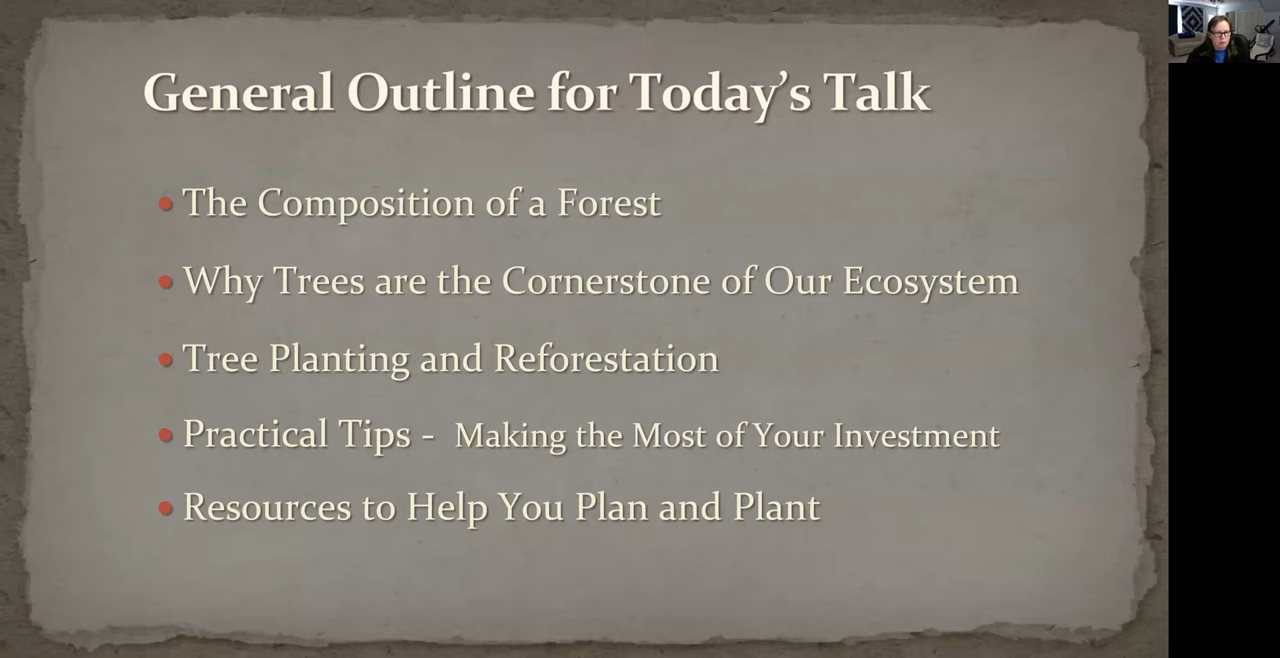 General Outline for Today’s Talk
• The Composition of a Forest
• Why Trees are the Cornerstone of Our Ecosystem
• Tree Planting and Reforestation
• Practical Tips - Making the Most of Your Investment
• Resources to Help You Plan and Plant